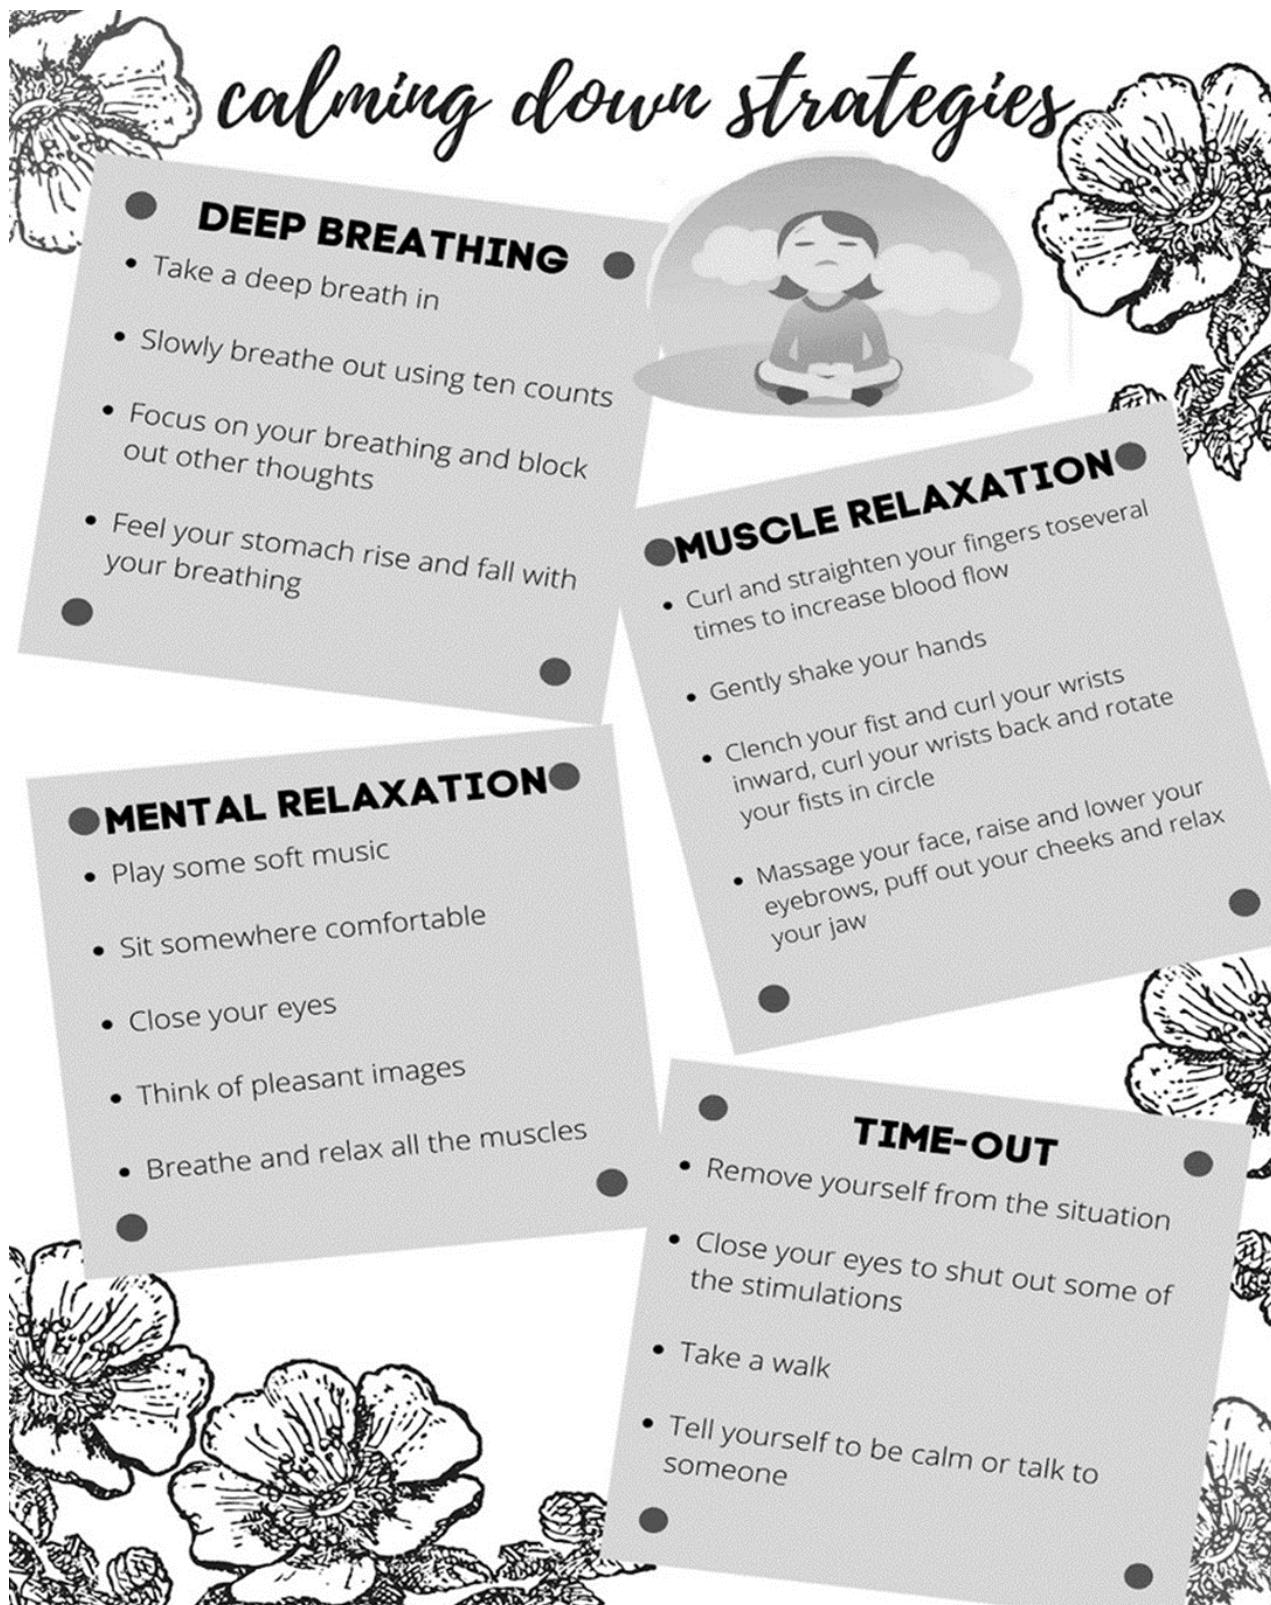 calming down strategies
DEEP BREATHING
• Take a deep breath in
• Slowly breathe out using ten counts
• Focus on your breathing and block
out other thoughts
• Feel your stomach rise and fall with
your breathing
MUSCLE RELAXATION
• Curl and straighten your fingers toseveral
times to increase blood flow
• Gently shake your hands
• Clench your fist and curl your wrists
inward, curl your wrists back and rotate
your fists in circle
• Massage your face, raise and lower your
eyebrows, puff out your cheeks and relax
your jaw
MENTAL RELAXATION
• Play some soft music
• Sit somewhere comfortable
• Close your eyes
• Think of pleasant images
• Breathe and relax all the muscles
TIME-OUT
• Remove yourself from the situation
• Close your eyes to shut out some of
the stimulations
• Take a walk
• Tell yourself to be calm or talk to
someone